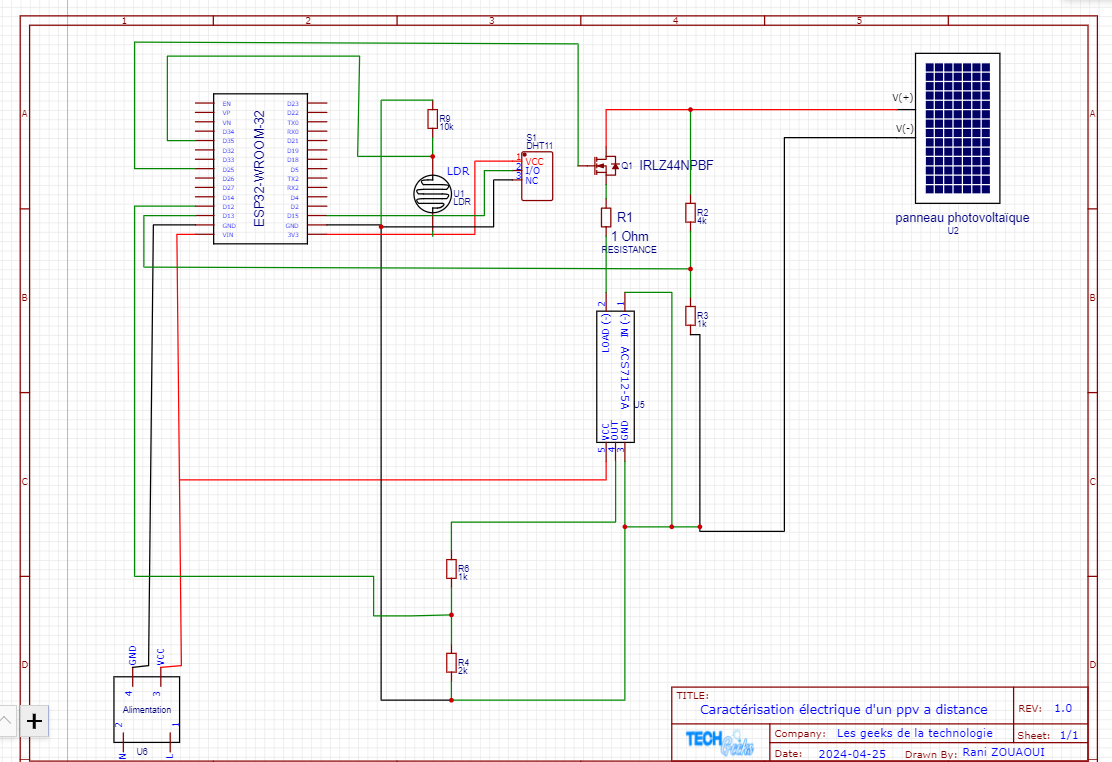 1 2 3 4 5
A
A
B
B
C
C
D
D
ESP32-WROOM-32
EN
VP
VN
D34
D35
D32
D33
D25
D26
D27
D14
D12
D13
GND
VIN
D23
D22
TX0
RX0
D21
D19
D18
D5
TX2
RX2
D4
D2
D15
GND
3V3
R9
10k
LDR
U1
LDR
S1
DHT11
1 VCC
2 I/O
3 NC
Q1 IRLZ44NPBF
R1
1 Ohm
RESISTANCE
R2
4k
R3
1k
V(+)
V(-)
panneau photovoltaïque
U2
2 1
LOAD (-)
(-) NI
ACS712-5A
U5
VCC
OUT
GND
5 4 3
R6
1k
R4
2k
GND
VCC
4 3
Alimentation
2 1
U6
N L
+
TITLE:
Caractérisation électrique d'un ppv a distance
REV: 1.0
TECH Geeks
Company: Les geeks de la technologie
Sheet: 1/1
Date: 2024-04-25 Drawn By: Rani ZOUAOUI